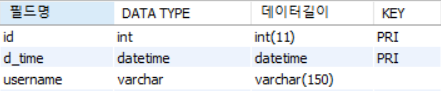 필드명 DATA TYPE 데이터길이 KEY
id int int(11) PRI
d_time datetime datetime PRI
username varchar varchar(150)